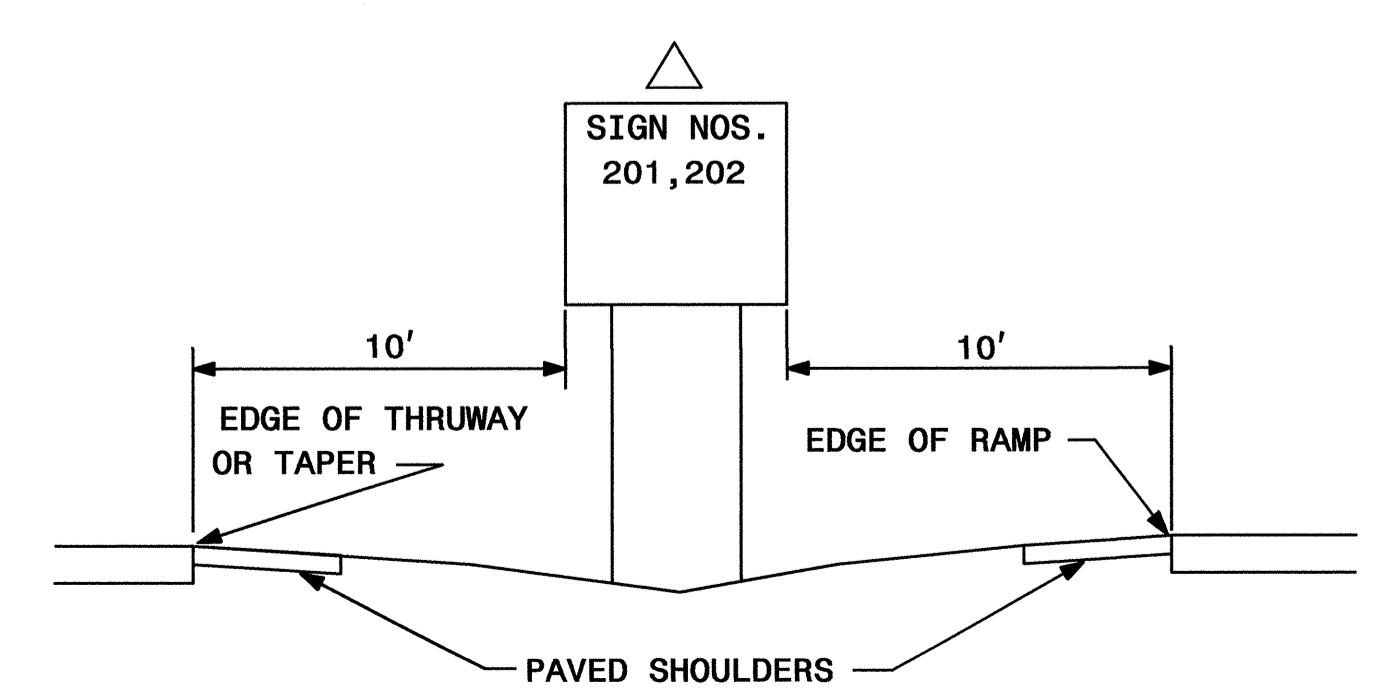 SIGN NOS.
201,202
10'
10'
EDGE OF THRUWAY
OR TAPER
EDGE OF RAMP
PAVED SHOULDERS